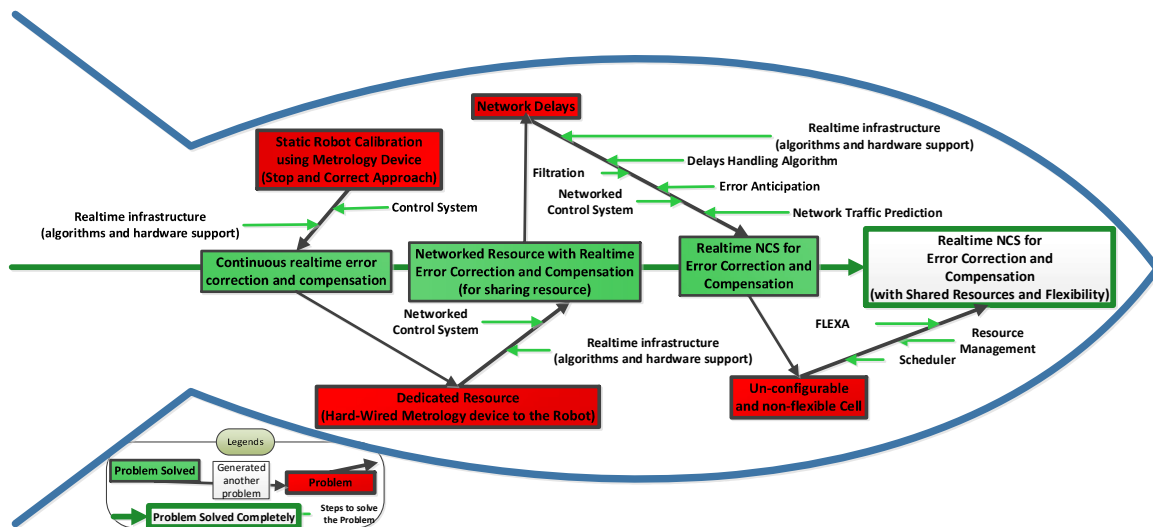 Network Delays
Static Robot Calibration
using Metrology Device
(Stop and Correct Approach)
Realtime infrastructure
(algorithms and hardware support)
Delays Handling Algorithm
Filtration
Error Anticipation
Networked
Control System
Network Traffic Prediction
Control System
Realtime infrastructure
(algorithms and hardware support)
Continuous realtime error
correction and compensation
Networked Resource with Realtime
Error Correction and Compensation
(for sharing resource)
Realtime NCS for
Error Correction and
Compensation
Realtime NCS for
Error Correction and
Compensation
(with Shared Resources and Flexibility)
Networked
Control System
Realtime infrastructure
(algorithms and hardware support)
FLEXA
Resource
Management
Scheduler
Dedicated Resource
(Hard-Wired Metrology device to the Robot)
Un-configurable
and non-flexible Cell
Legends
Problem Solved
Generated
another
problem
Problem
Problem Solved Completely
Steps to solve
the Problem